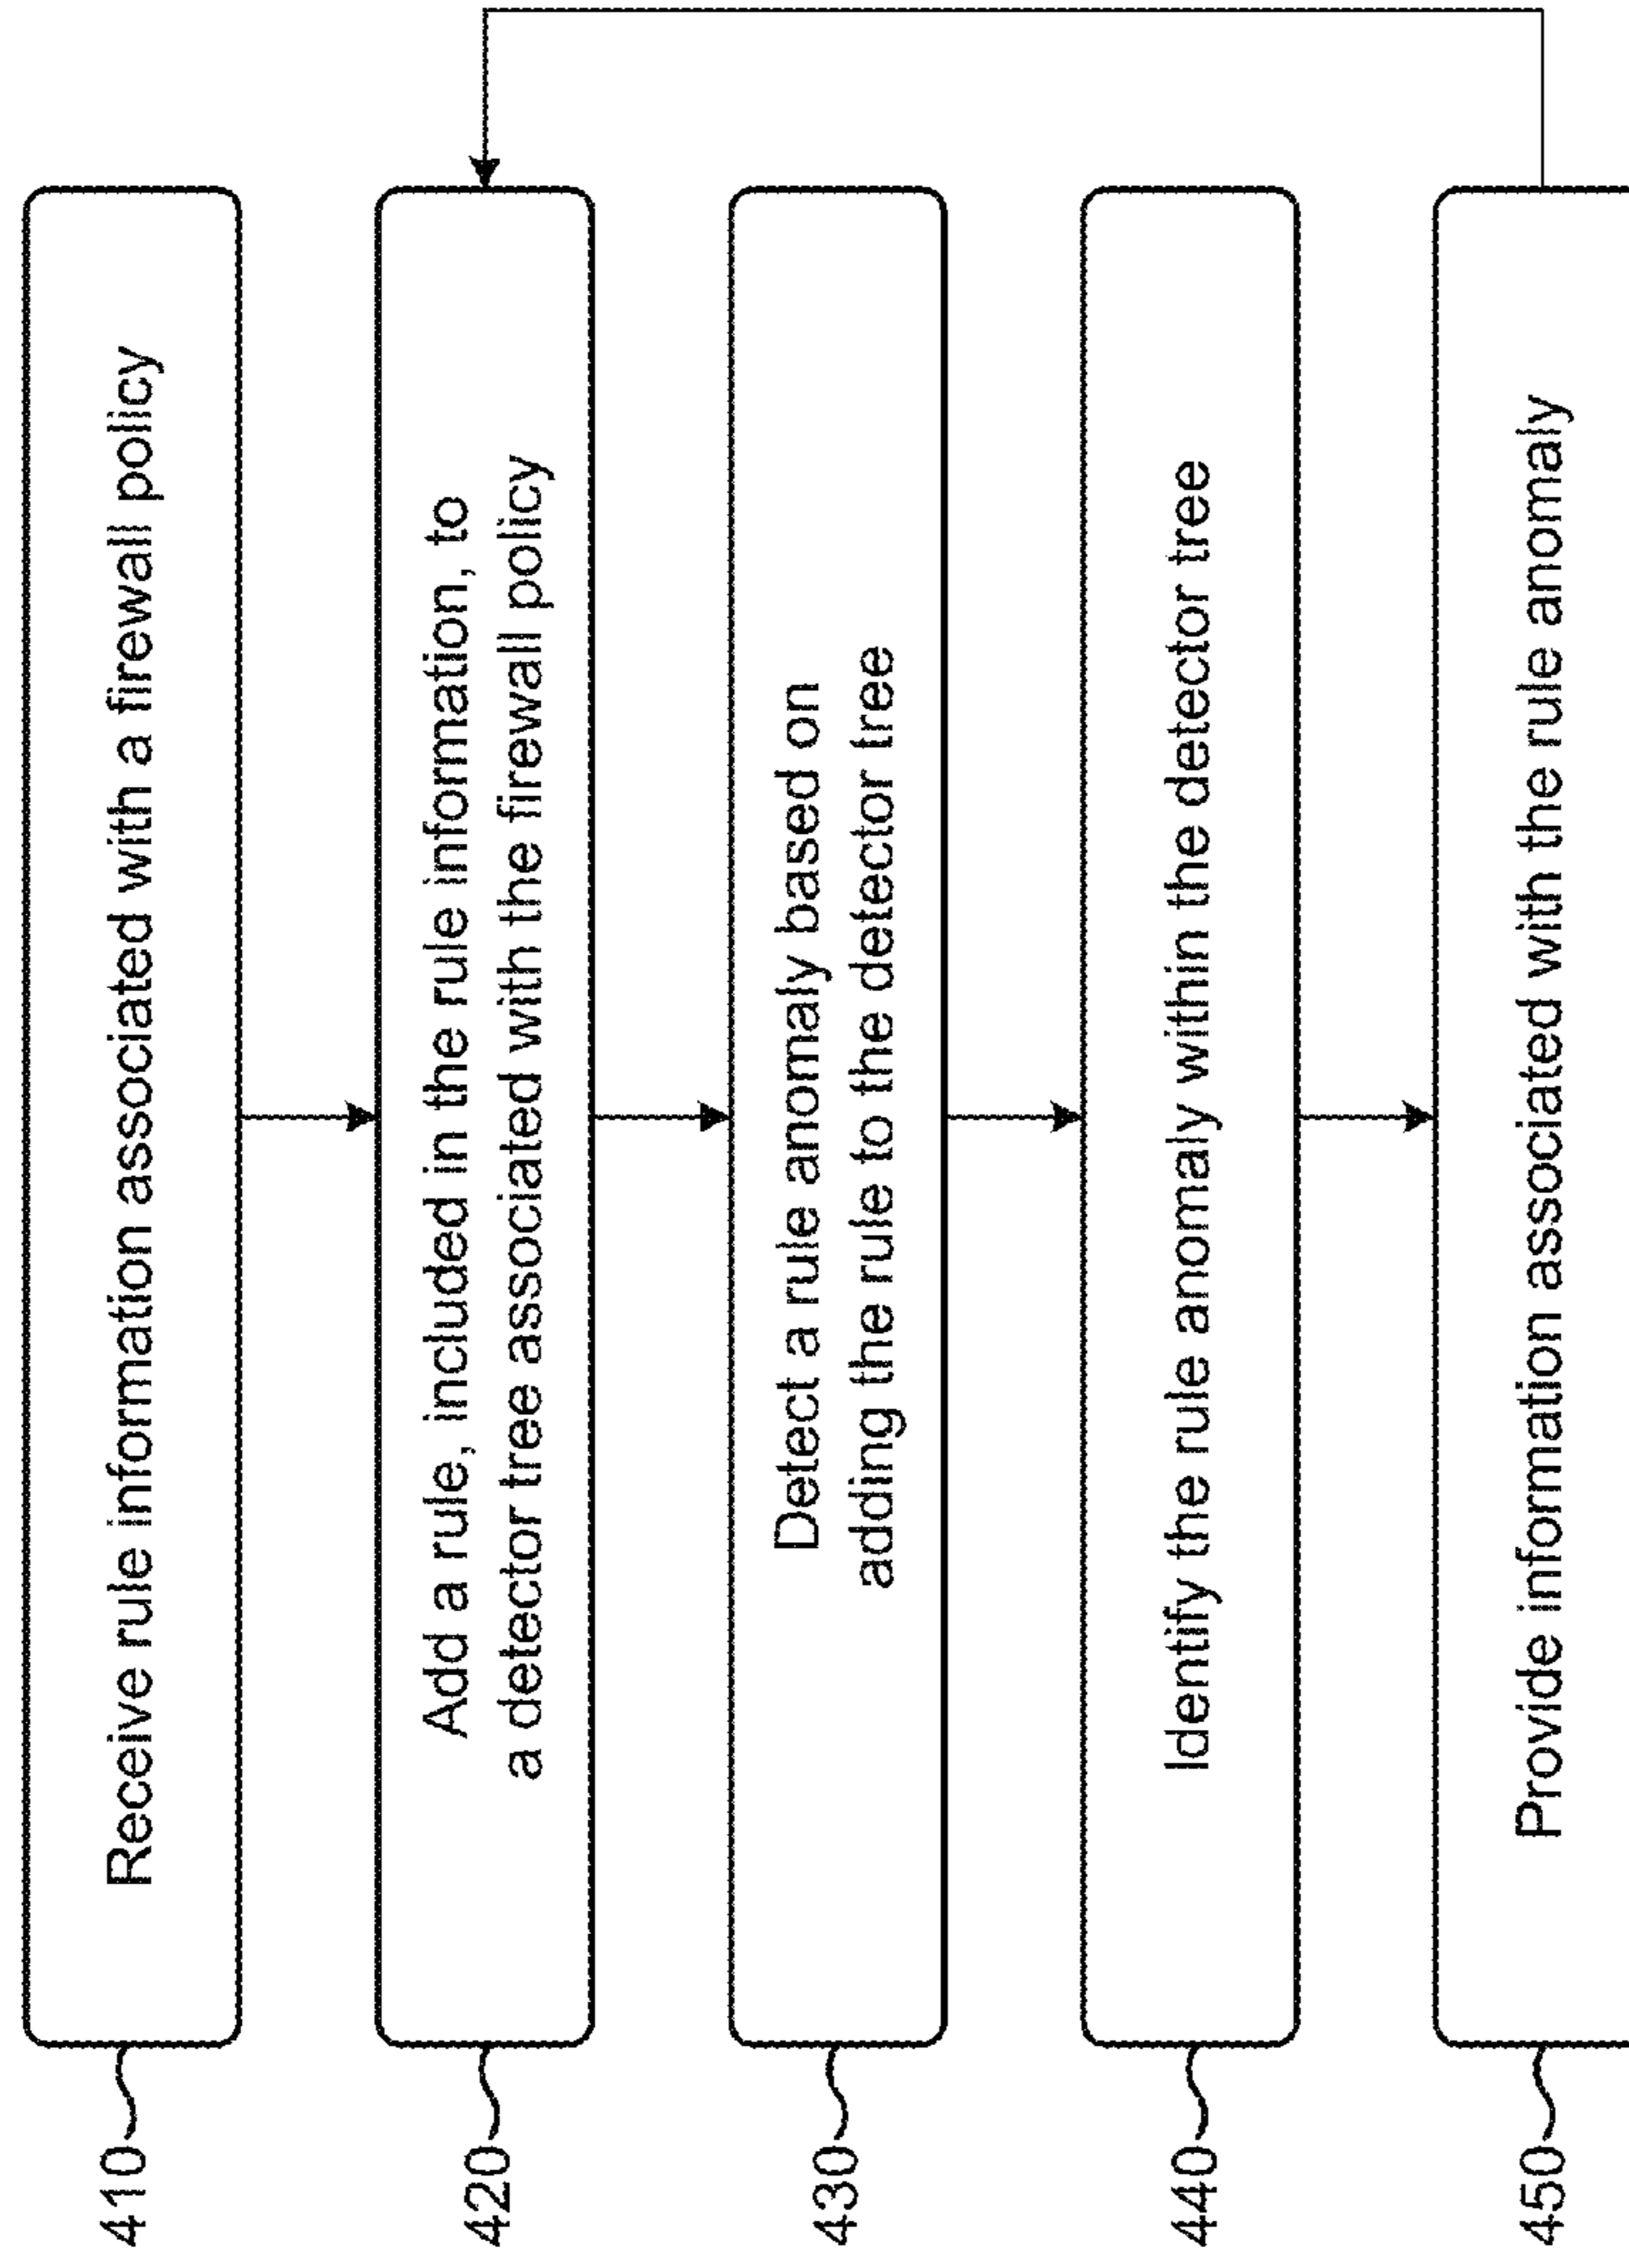 410
Receive rule information associated with a firewall policy
420
Add a rule, included in the rule information, to
a detector tree associated with the firewall policy
430
Detect a rule anomaly based on
adding the rule to the detector tree
440
Identify the rule anomaly within the detector tree
450
Provide information associated with the rule anomaly